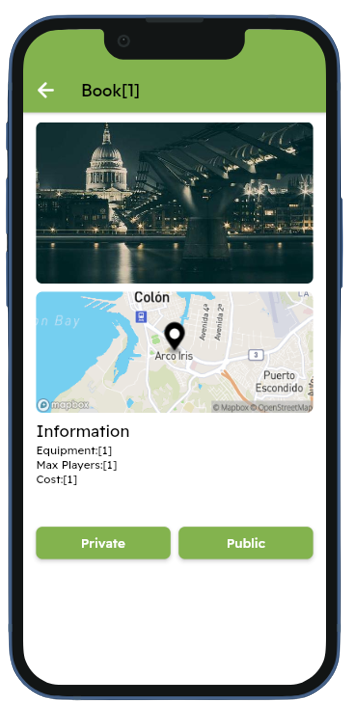 Book[1]
Colón
an Bay
Avenida 4ª
Avenida 2ª
Arco Iris
3
Puerto
Escondido
mapbox
© Mapbox © OpenStreetMap
Information
Equipment:[1]
Max Players:[1]
Cost:[1]
Private
Public